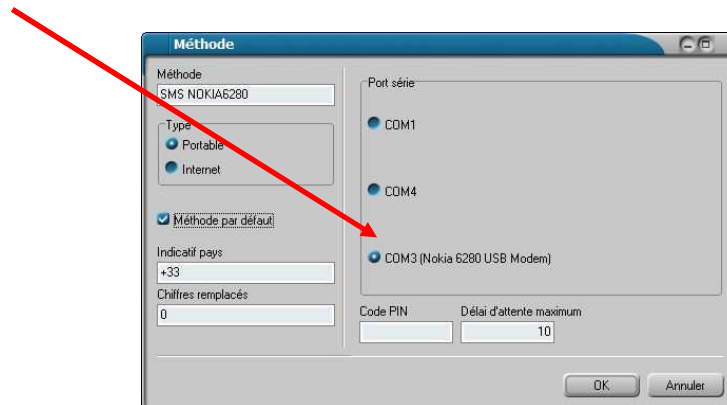 Méthode
Méthode
SMS NOKIA6280
Type
Portable
Internet
Méthode par défaut
Indicatif pays
+33
Chiffres remplacés
0
Port série
COM1
COM4
COM3 (Nokia 6280 USB Modem)
Code PIN
Délai d'attente maximum
10
OK
Annuler